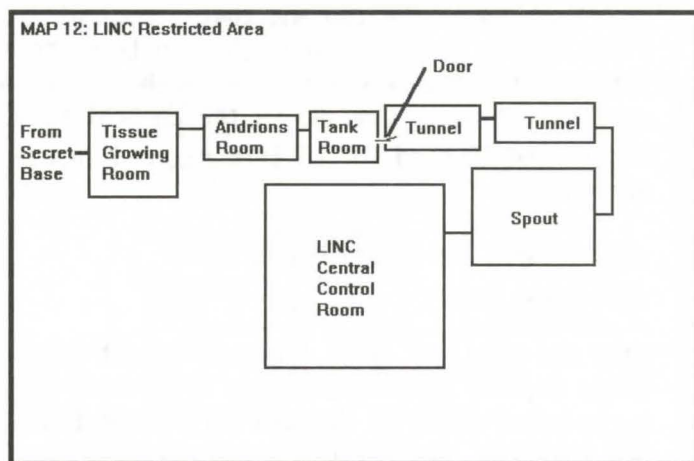 MAP 12: LINC Restricted Area
Door
From
Secret
Base
Tissue
Growing
Room
Andrions
Room
Tank
Room
Tunnel
Tunnel
Spout
LINC
Central
Control
Room